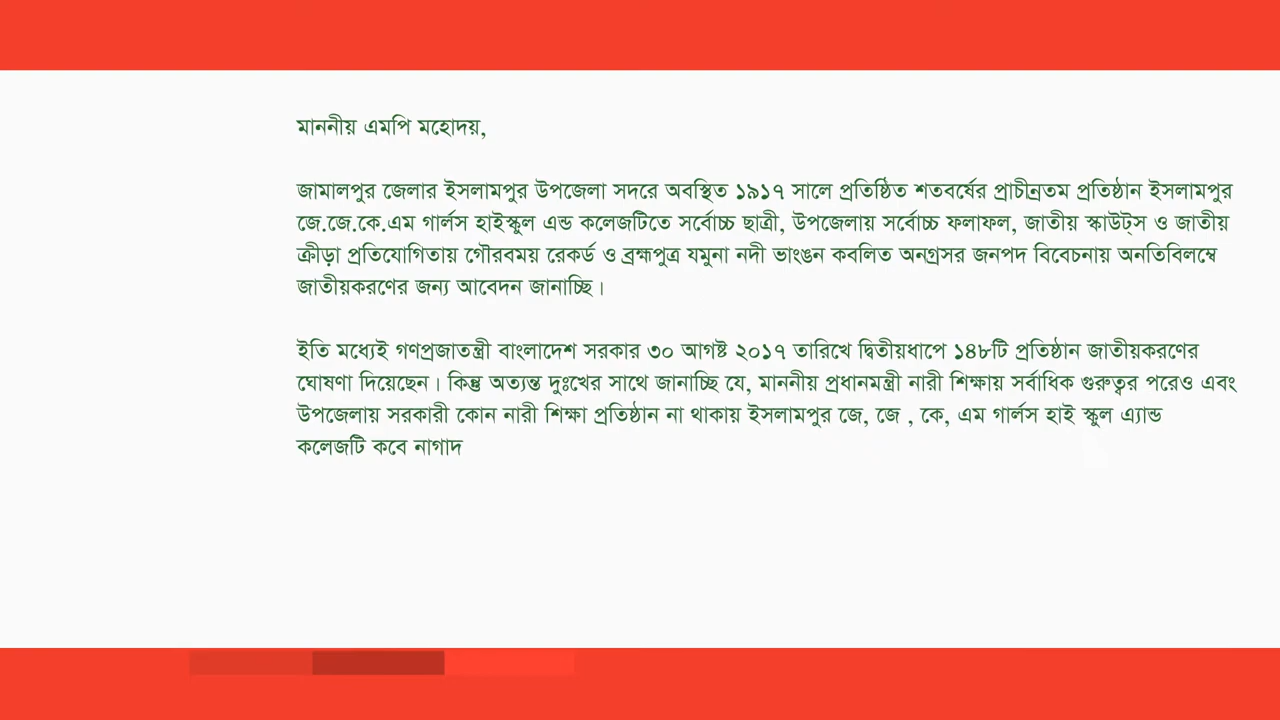 মাননীয় এমপি মহোদয়,
জামালপুর জেলার ইসলামপুর উপজেলা সদরে অবস্থিত ১৯১৭ সালে প্রতিষ্ঠিত শতবর্ষের প্রাচীন্রতম প্রতিষ্ঠান ইসলামপুর
জে.জে.কে.এম গার্লস হাইস্কুল এন্ড কলেজটিতে সর্বোচ্চ ছাত্রী, উপজেলায় সর্বোচ্চ ফলাফল, জাতীয় স্কাউট্স ও জাতীয়
ক্রীড়া প্রতিযোগিতায় গৌরবময় রেকর্ড ও ব্রহ্মপুত্র যমুনা নদী ভাংঙন কবলিত অনগ্রসর জনপদ বিবেচনায় অনতিবিলম্বে
জাতীয়করণের জন্য আবেদন জানাচ্ছি।
ইতি মধ্যেই গণপ্রজাতন্ত্রী বাংলাদেশ সরকার ৩০ আগষ্ট ২০১৭ তারিখে দ্বিতীয়ধাপে ১৪৮টি প্রতিষ্ঠান জাতীয়করণের
ঘোষণা দিয়েছেন। কিন্তু অত্যন্ত দুঃখের সাথে জানাচ্ছি যে, মাননীয় প্রধানমন্ত্রী নারী শিক্ষায় সর্বাধিক গুরুত্বর পরেও এবং
উপজেলায় সরকারী কোন নারী শিক্ষা প্রতিষ্ঠান না থাকায় ইসলামপুর জে, জে , কে, এম গার্লস হাই স্কুল এ্যান্ড
কলেজটি কবে নাগাদ